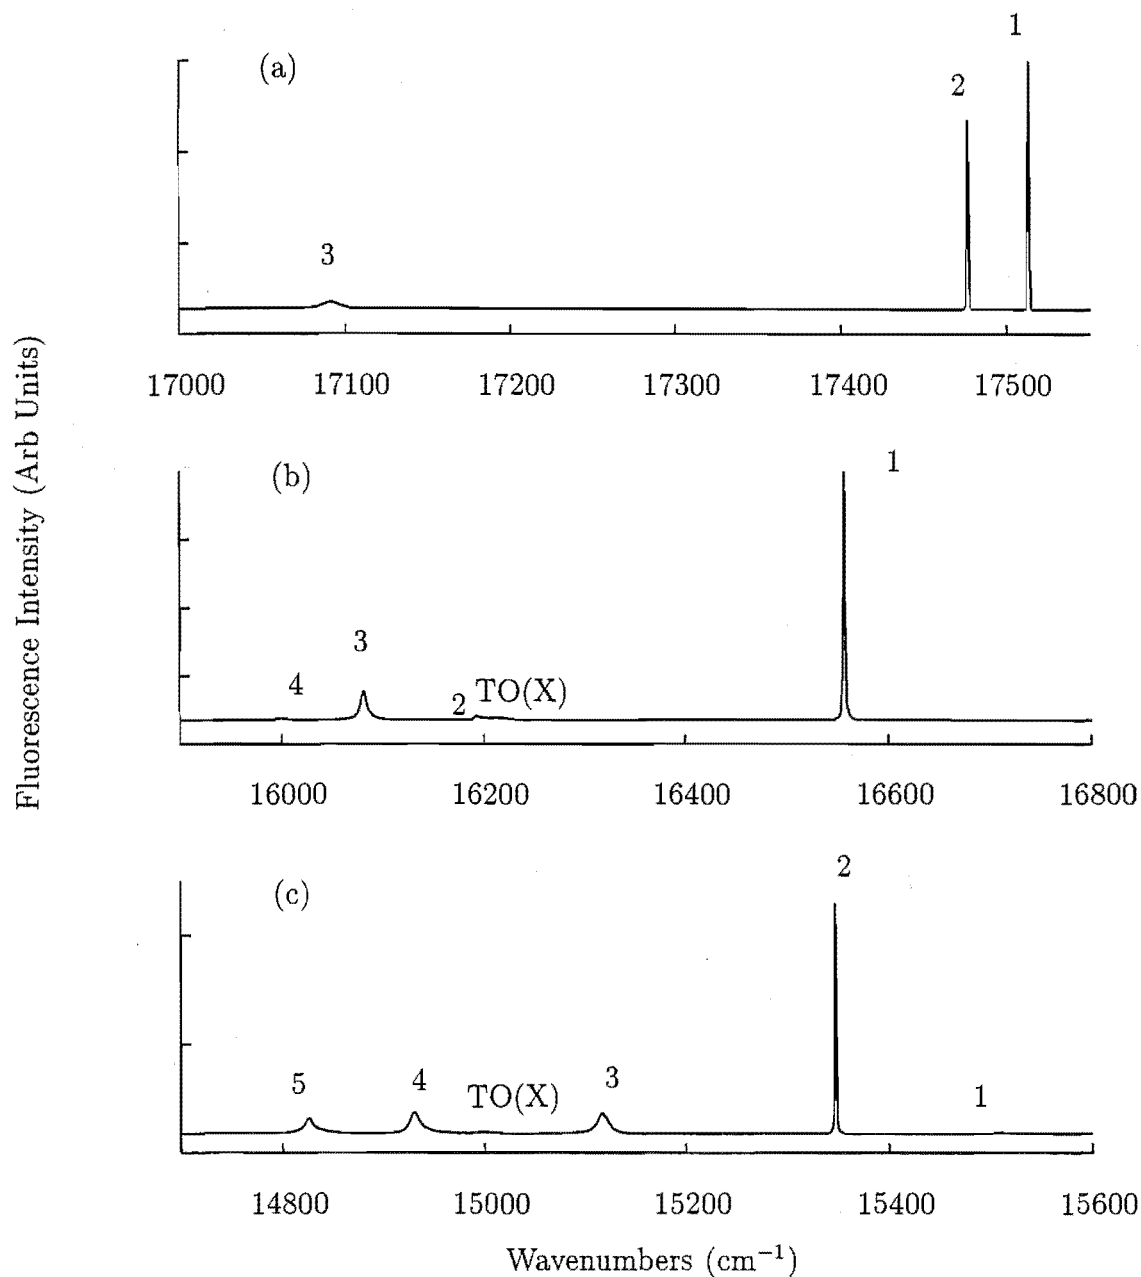 1
(a)
2
3
17000 17100 17200 17300 17400 17500
(b)
1
3
4
2 TO(X)
16000 16200 16400 16600 16800
2
(c)
5 4 TO(X) 3 1
14800 15000 15200 15400 15600
Wavenumbers (cm⁻¹)
Fluorescence Intensity (Arb Units)